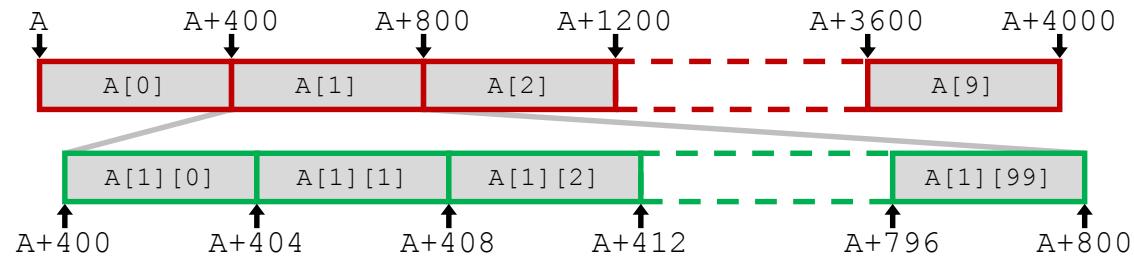 A A+400 A+800 A+1200 A+3600 A+4000
A[0] A[1] A[2] A[9]
A[1][0] A[1][1] A[1][2] A[1][99]
A+400 A+404 A+408 A+412 A+796 A+800